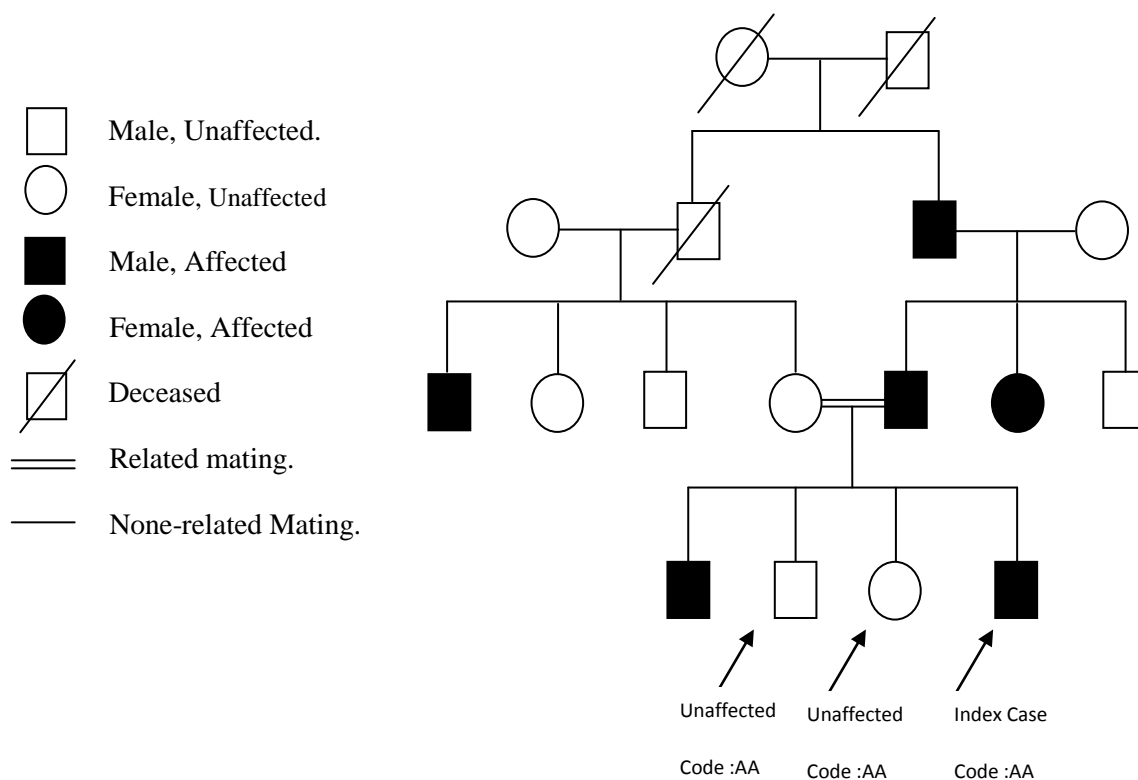 Male, Unaffected.
Female, Unaffected
Male, Affected
Female, Affected
Deceased
Related mating.
None-related Mating.
Unaffected
Code :AA
Unaffected
Code :AA
Index Case
Code :AA